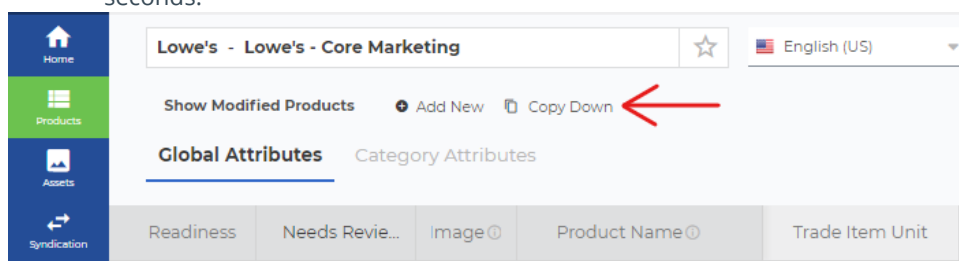 seconds.
Home
Lowe's - Lowe's - Core Marketing
English (US)
Show Modified Products
Add New
Copy Down
Products
Global Attributes
Category Attributes
Assets
Syndication
Readiness
Needs Revie...
Image
Product Name
Trade Item Unit